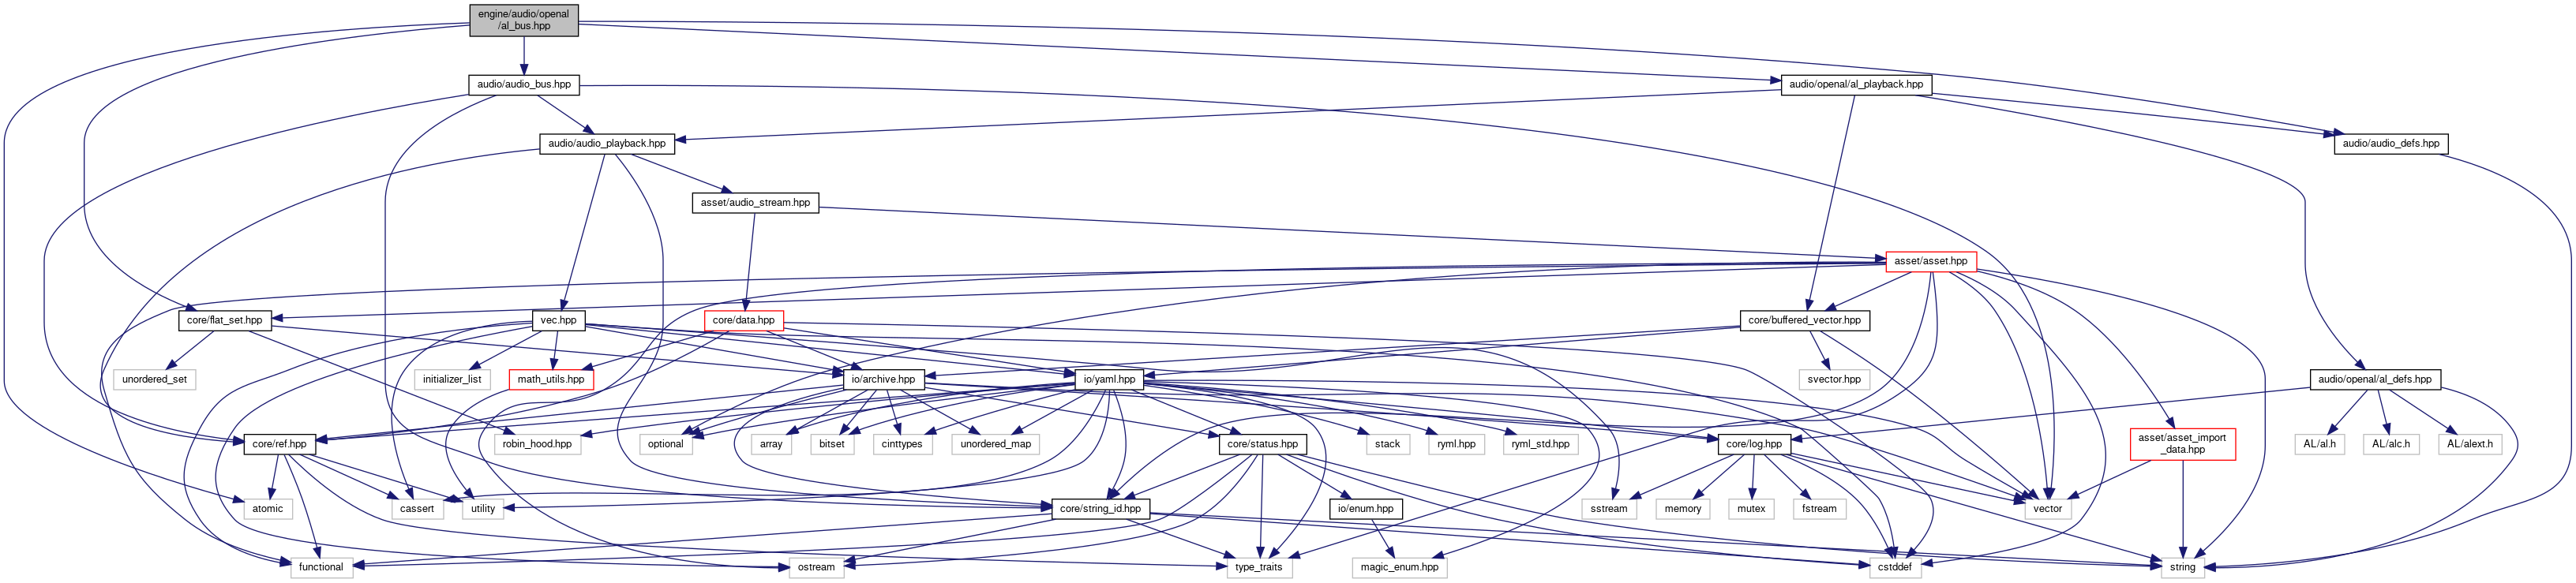 engine/audio/openal
/al_bus.hpp
audio/audio_bus.hpp
audio/openal/al_playback.hpp
audio/audio_playback.hpp
audio/audio_defs.hpp
asset/audio_stream.hpp
asset/asset.hpp
core/flat_set.hpp
vec.hpp
core/data.hpp
core/buffered_vector.hpp
unordered_set
initializer_list
math_utils.hpp
io/archive.hpp
io/yaml.hpp
svector.hpp
audio/openal/al_defs.hpp
core/ref.hpp
robin_hood.hpp
optional
array
bitset
cinttypes
unordered_map
core/status.hpp
stack
ryml.hpp
ryml_std.hpp
core/log.hpp
asset/asset_import
_data.hpp
AL/al.h
AL/alc.h
AL/alext.h
atomic
cassert
utility
core/string_id.hpp
io/enum.hpp
sstream
memory
mutex
fstream
vector
functional
ostream
type_traits
magic_enum.hpp
cstddef
string